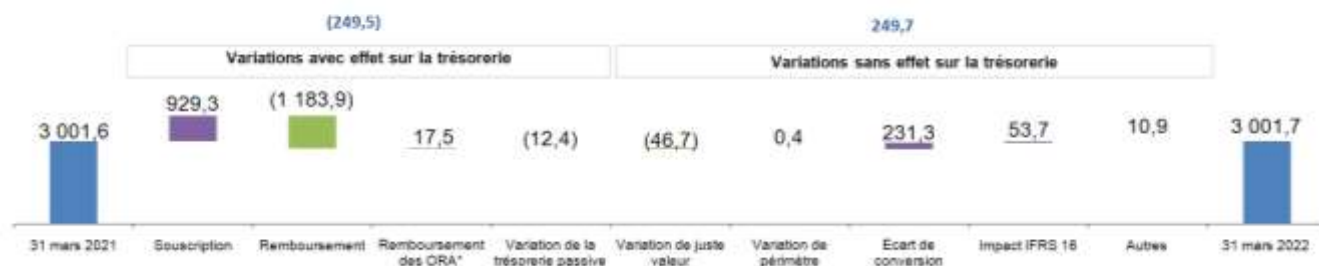 (249,5)
249,7
Variations avec effet sur la trésorerie
Variations sans effet sur la trésorerie
3 001,6
929,3
(1 183,9)
17,5
(12,4)
(46,7)
0,4
231,3
53,7
10,9
3 001,7
31 mars 2021
Souscription
Remboursement
Remboursement
des ORA*
Variation de la
trésorerie passive
Variation de juste
valeur
Variation de
périmètre
Ecart de
conversion
Impact IFRS 16
Autres
31 mars 2022